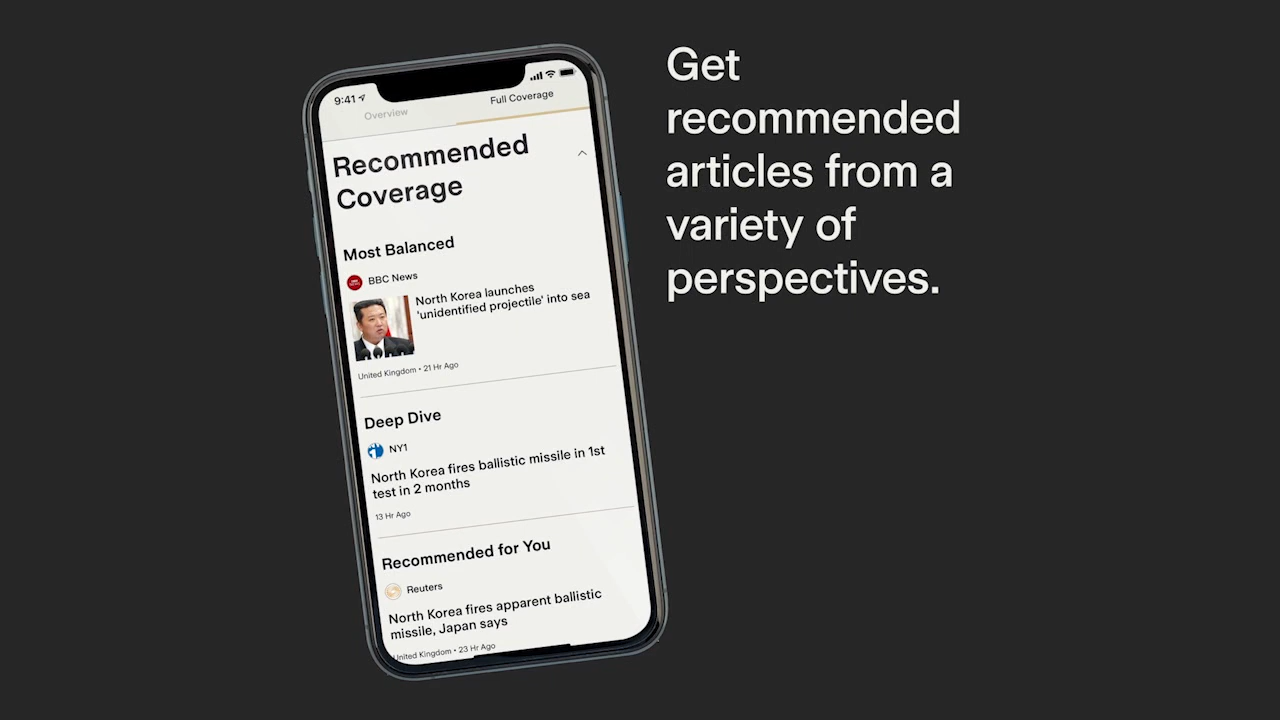 9:41
Overview
Full Coverage
Recommended
Coverage
Most Balanced
BBC News
North Korea launches
'unidentified projectile' into sea
United Kingdom • 21 Hr Ago
Deep Dive
NY1
North Korea fires ballistic missile in 1st
test in 2 months
13 Hr Ago
Recommended for You
Reuters
North Korea fires apparent ballistic
missile, Japan says
United Kingdom • 23 Hr Ago
Get
recommended
articles from a
variety of
perspectives.